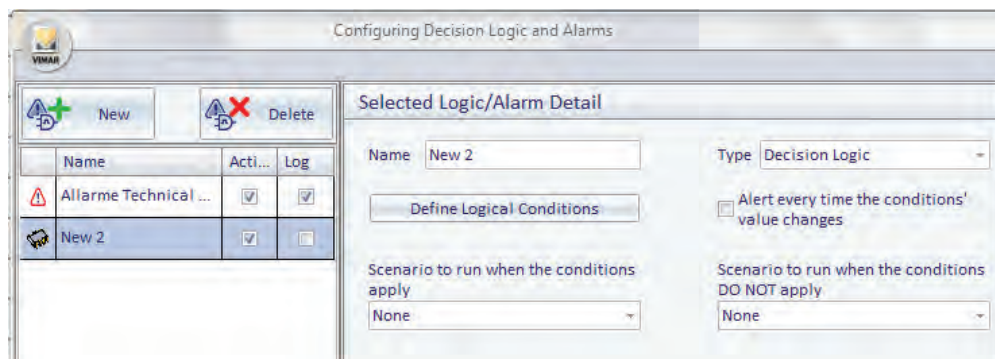 Configuring Decision Logic and Alarms
VIMAR
New
Delete
Name Acti... Log
Allarme Technical ...
New 2
Selected Logic/Alarm Detail
Name New 2
Type Decision Logic
Define Logical Conditions
Alert every time the conditions'
value changes
Scenario to run when the conditions
apply
None
Scenario to run when the conditions
DO NOT apply
None